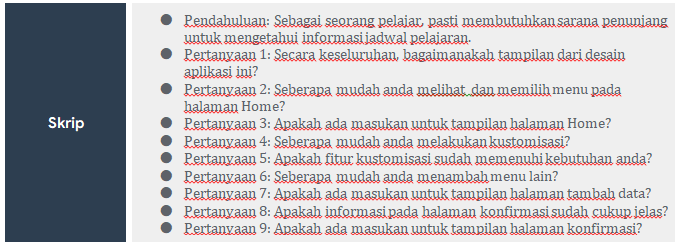 Skrip
● Pendahuluan: Sebagai seorang pelajar, pasti membutuhkan sarana penunjang
untuk mengetahui informasi jadwal pelajaran.
● Pertanyaan 1: Secara keseluruhan, bagaimanakah tampilan dari desain
aplikasi ini?
● Pertanyaan 2: Seberapa mudah anda melihat dan memilih menu pada
halaman Home?
● Pertanyaan 3: Apakah ada masukan untuk tampilan halaman Home?
● Pertanyaan 4: Seberapa mudah anda melakukan kustomisasi?
● Pertanyaan 5: Apakah fitur kustomisasi sudah memenuhi kebutuhan anda?
● Pertanyaan 6: Seberapa mudah anda menambah menu lain?
● Pertanyaan 7: Apakah ada masukan untuk tampilan halaman tambah data?
● Pertanyaan 8: Apakah informasi pada halaman konfirmasi sudah cukup jelas?
● Pertanyaan 9: Apakah ada masukan untuk tampilan halaman konfirmasi?